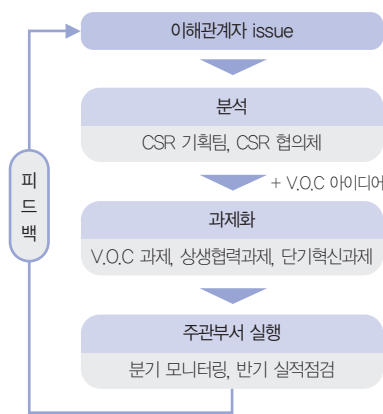 이해관계자 issue
분석
CSR 기획팀, CSR 협의체
+ V.O.C 아이디어
과제화
V.O.C 과제, 상생협력과제, 단기혁신과제
주관부서 실행
분기 모니터링, 반기 실적점검
피
드
백